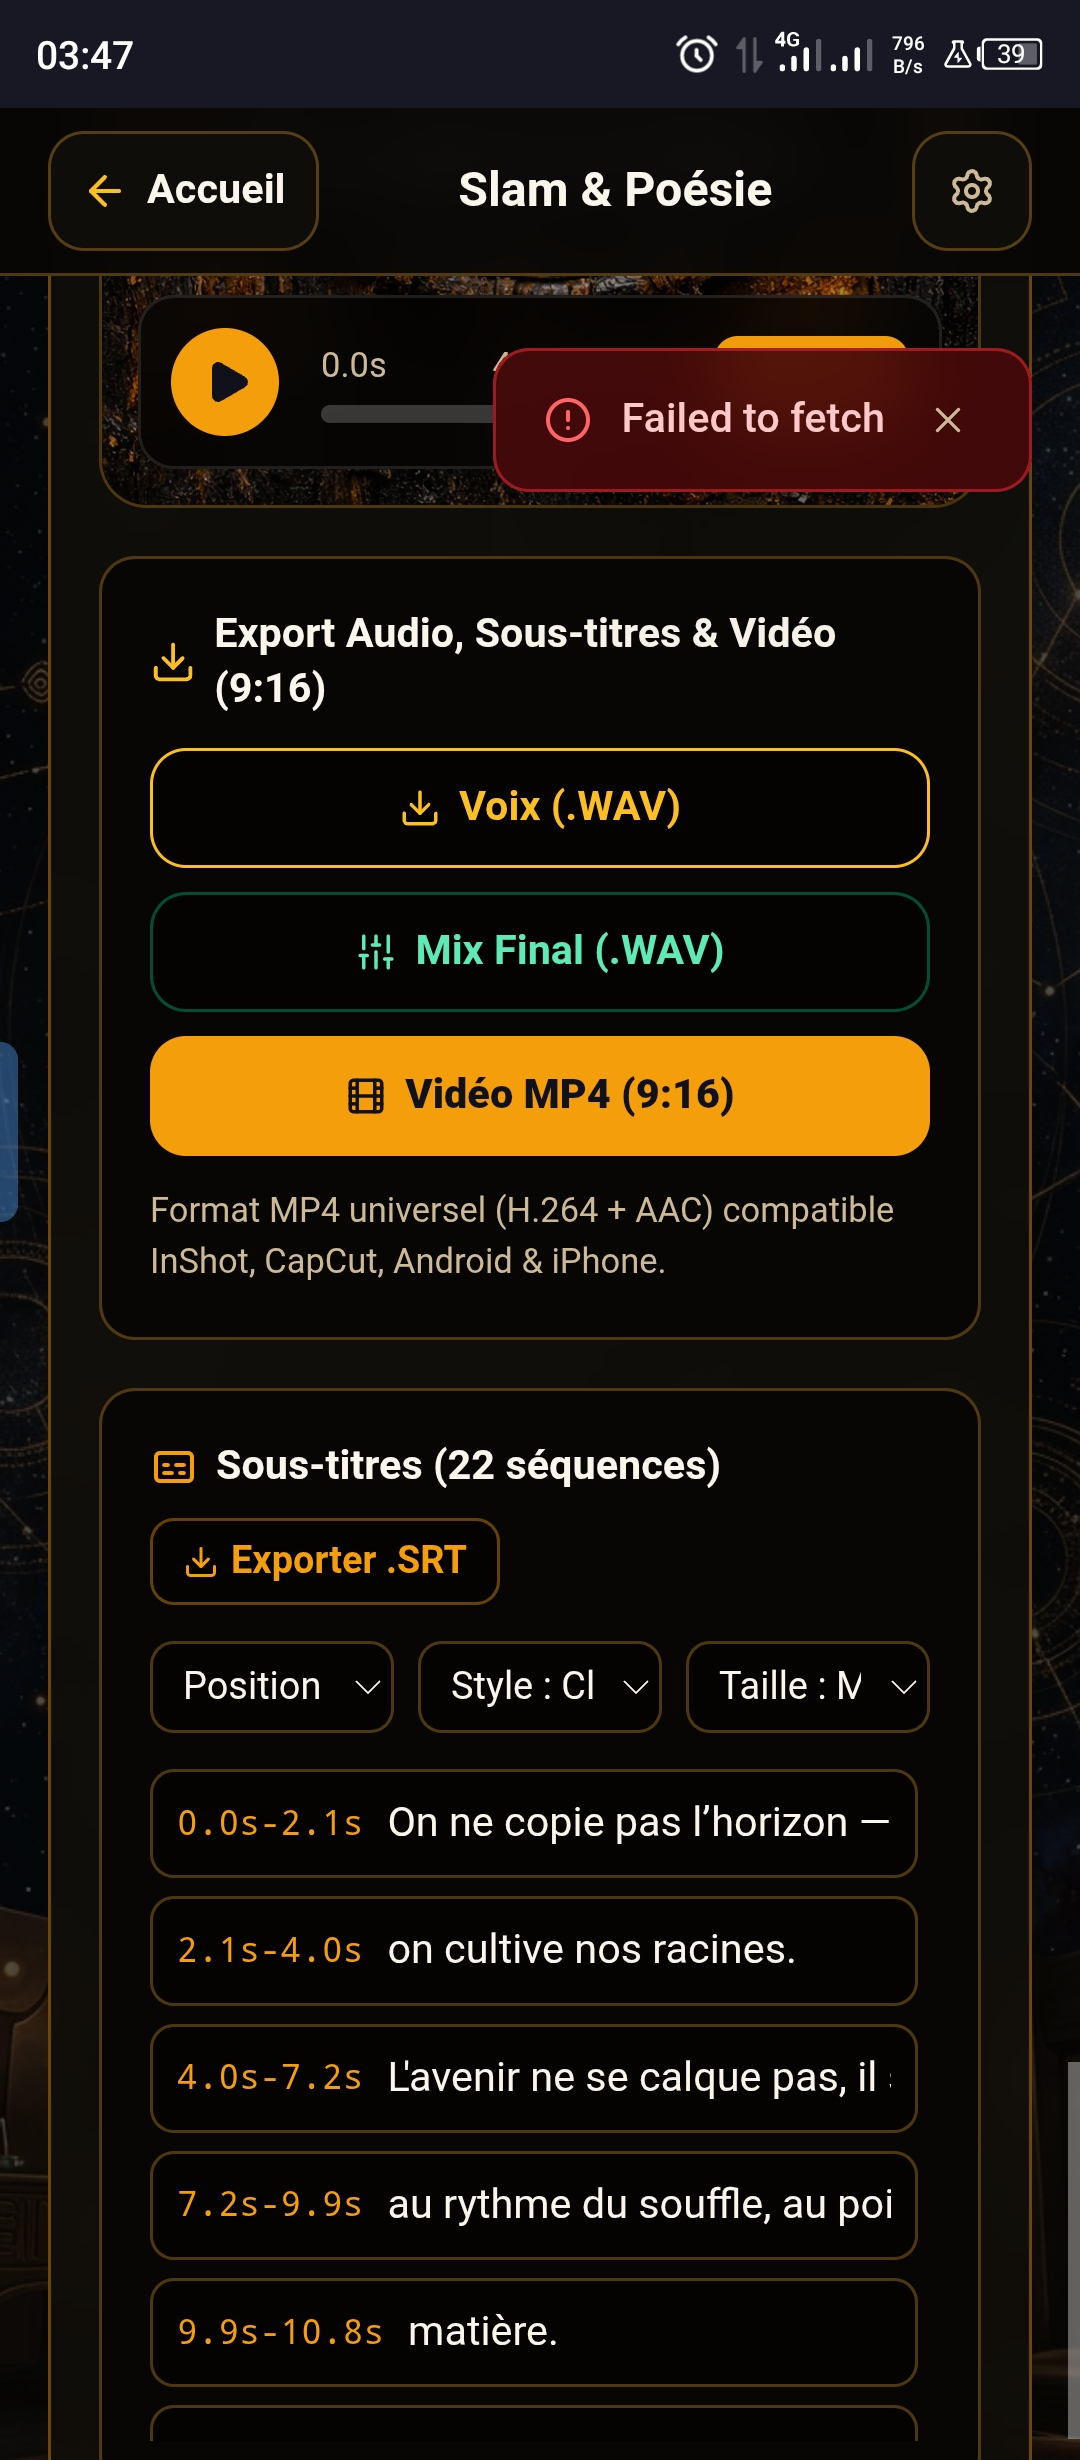 03:47
4G
796
B/s
39
Accueil
Slam & Poésie
0.0s
Failed to fetch
Export Audio, Sous-titres & Vidéo
(9:16)
Voix (.WAV)
Mix Final (.WAV)
Vidéo MP4 (9:16)
Format MP4 universel (H.264 + AAC) compatible
InShot, CapCut, Android & iPhone.
Sous-titres (22 séquences)
Exporter .SRT
Position
Style : Cl
Taille : M
0.0s-2.1s On ne copie pas l’horizon —
2.1s-4.0s on cultive nos racines.
4.0s-7.2s L'avenir ne se calque pas, il
7.2s-9.9s au rythme du souffle, au poi
9.9s-10.8s matière.